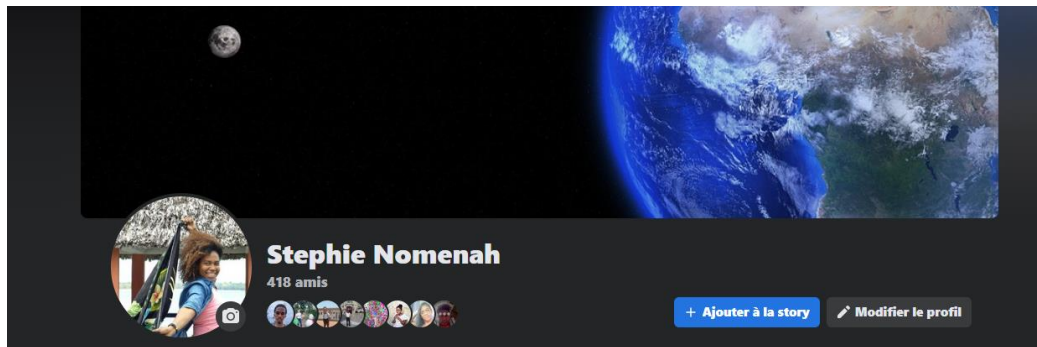 Stephie Nomenah
418 amis
+ Ajouter à la story
Modifier le profil